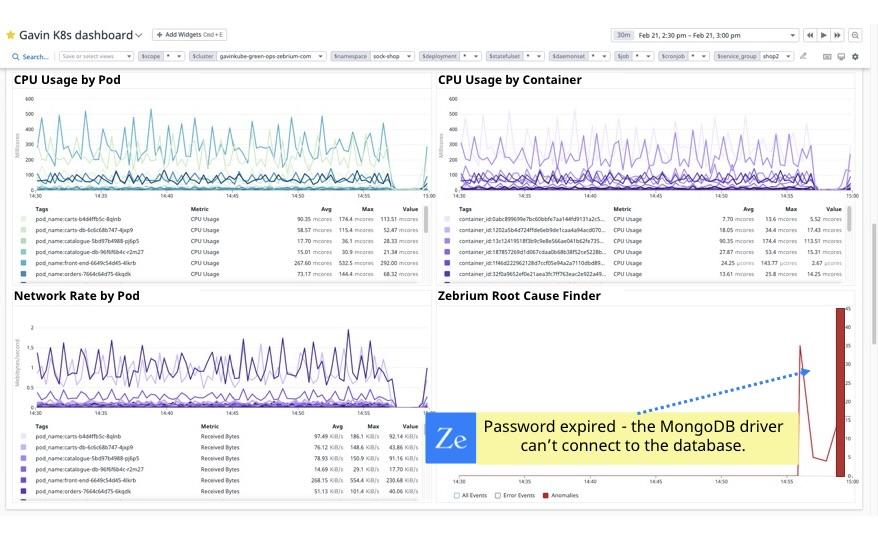 Gavin K8s dashboard
+ Add Widgets Cmd + E
30m Feb 21, 2:30 pm – Feb 21, 3:00 pm
Search... Save or select views $scope * $cluster gavinkube-green-ops-zebrium-com $namespace sock-shop $deployment * $statefulset * $daemonset * $job * $cronjob * $service_group shop2
CPU Usage by Pod
600
500
400
300
200
100
0
Millicores
14:30 14:35 14:40 14:45 14:50 14:55 15:00
Tags Metric Avg Max Value
pod_name:carts-b4d4ffb5c-8qlnb CPU Usage 90.35 mcores 174.4 mcores 113.51 mcores
pod_name:carts-db-6c6c68b747-4jxp9 CPU Usage 58.57 mcores 115.4 mcores 52.47 mcores
pod_name:catalogue-5bd97b4988-pj6p5 CPU Usage 17.70 mcores 36.1 mcores 28.33 mcores
pod_name:catalogue-db-96f6f6b4c-r2m27 CPU Usage 15.01 mcores 30.9 mcores 21.34 mcores
pod_name:front-end-6649c54d45-4lkrb CPU Usage 267.60 mcores 532.5 mcores 292.00 mcores
pod_name:orders-7664c64d75-6kqdk CPU Usage 73.17 mcores 144.4 mcores 68.32 mcores
CPU Usage by Container
600
500
400
300
200
100
0
Millicores
14:30 14:35 14:40 14:45 14:50 14:55 15:00
Tags Metric Avg Max Value
CPU Usage 7.70 mcores 13.6 mcores 5.52 mcores
CPU Usage 18.05 mcores 34.4 mcores 17.43 mcores
CPU Usage 90.35 mcores 174.4 mcores 113.51 mcores
CPU Usage 27.87 mcores 53.4 mcores 15.31 mcores
CPU Usage 24.25 µcores 143.77 µcores 2.67 µcores
CPU Usage 13.61 mcores 25.8 mcores 14.25 mcores
Network Rate by Pod
2
1.5
1
0.5
0
Mebibytes/second
14:30 14:35 14:40 14:45 14:50 14:55 15:00
Tags Metric Avg Max Value
pod_name:carts-b4d4ffb5c-8qlnb Received Bytes 97.49 KiB/s 186.1 KiB/s 92.14 KiB/s
pod_name:carts-db-6c6c68b747-4jxp9 Received Bytes 76.12 KiB/s 148.6 KiB/s 43.86 KiB/s
pod_name:catalogue-5bd97b4988-pj6p5 Received Bytes 78.93 KiB/s 150.9 KiB/s 91.16 KiB/s
pod_name:catalogue-db-96f6f6b4c-r2m27 Received Bytes 14.69 KiB/s 29.1 KiB/s 17.70 KiB/s
pod_name:front-end-6649c54d45-4lkrb Received Bytes 268.15 KiB/s 554.4 KiB/s 230.68 KiB/s
pod_name:orders-7664c64d75-6kqdk Received Bytes 51.13 KiB/s 101.4 KiB/s 40.06 KiB/s
Zebrium Root Cause Finder
45
40
35
30
25
20
15
10
5
0
Ze
Password expired - the MongoDB driver
can’t connect to the database.
14:30 14:35 14:40 14:45 14:50 14:55 15:00
All Events Error Events Anomalies